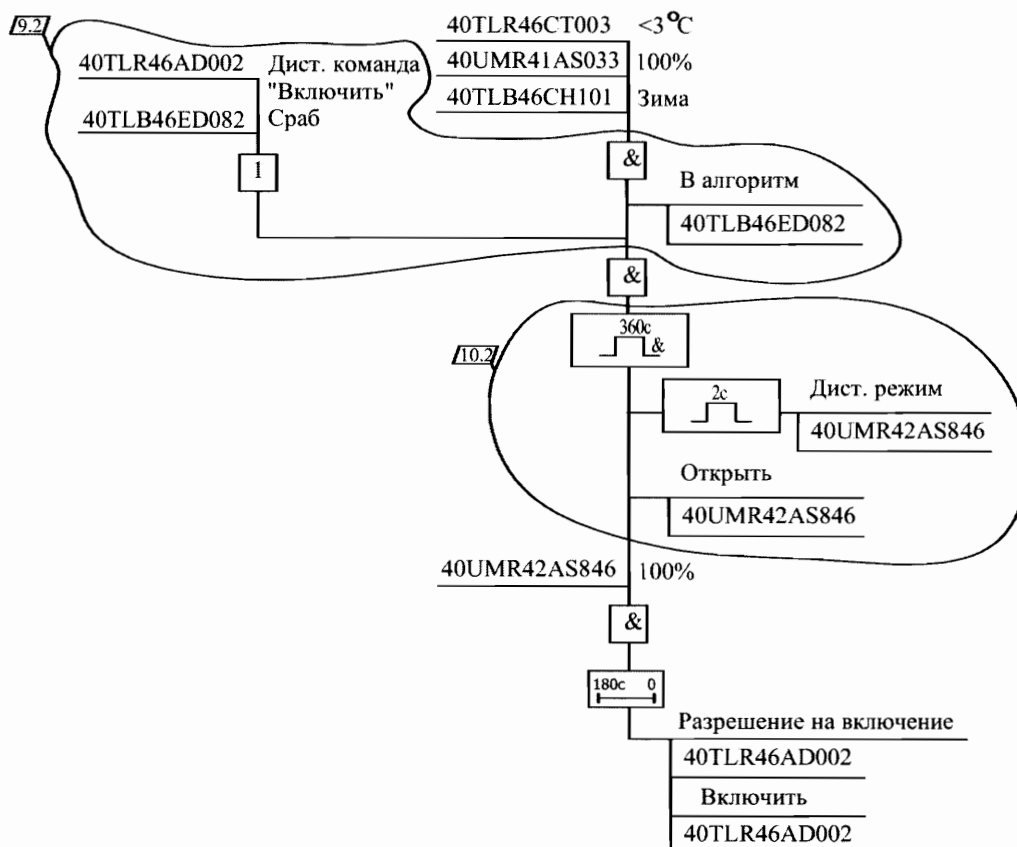 9.2
40TLR46CT003 <3°C
40UMR41AS033 100%
40TLB46CH101 Зима
40TLR46AD002 Дист. команда
"Включить"
40TLB46ED082 Сраб
1
&
В алгоритм
40TLB46ED082
&
360с
&
10.2
2с
Дист. режим
40UMR42AS846
Открыть
40UMR42AS846
40UMR42AS846 100%
&
180с 0
Разрешение на включение
40TLR46AD002
Включить
40TLR46AD002